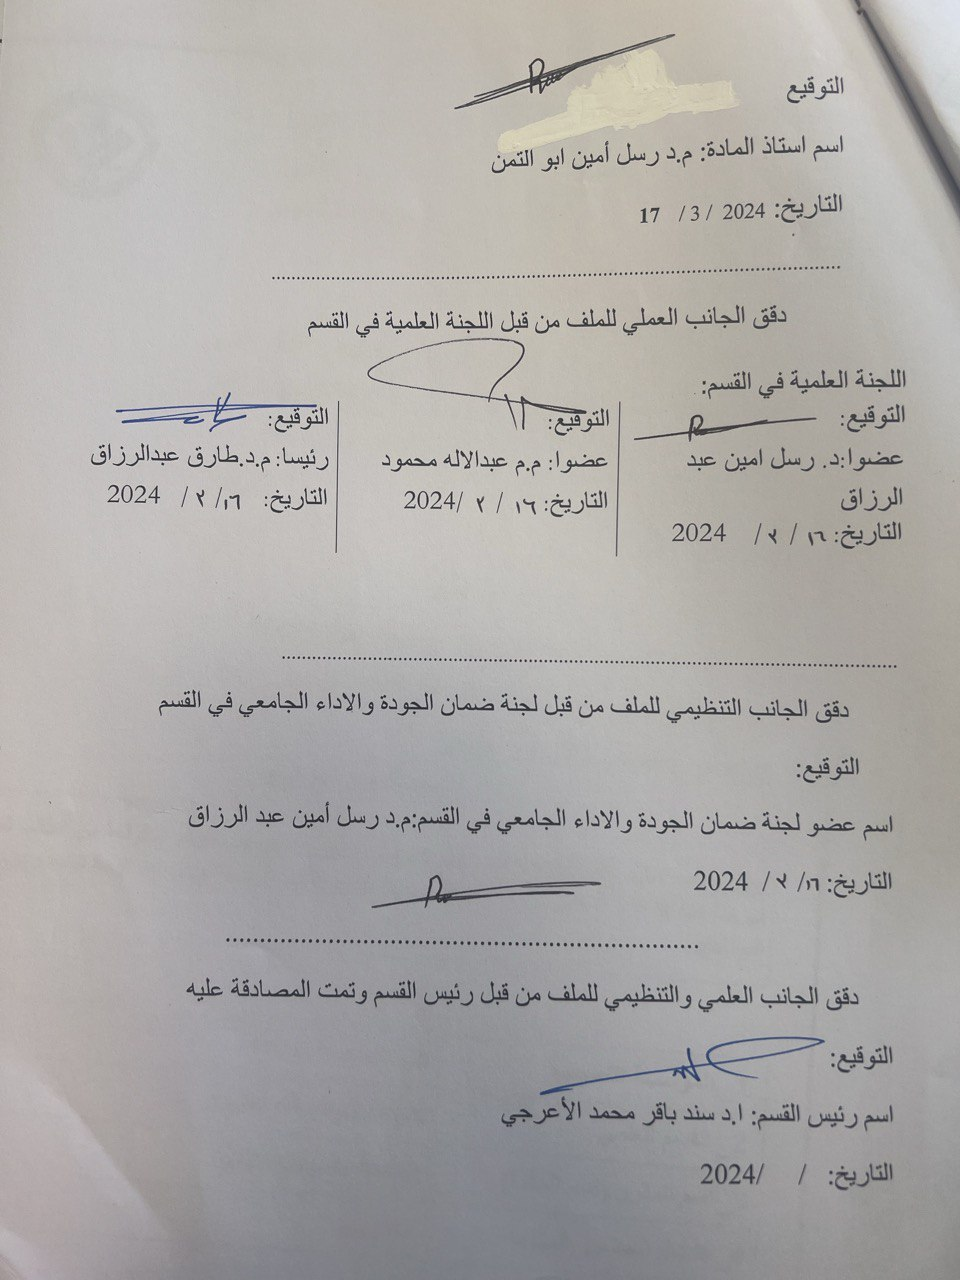 التوقيع
اسم استاذ المادة: م.د رسل أمين ابو التمن
التاريخ: 2024 / 3 / 17
دقق الجانب العملي للملف من قبل اللجنة العلمية في القسم
اللجنة العلمية في القسم:
التوقيع:
عضوا:د. رسل امين عبد
الرزاق
التاريخ: ١٦ / ٢ / 2024
التوقيع:
عضوا: م.م عبدالاله محمود
التاريخ: ١٦ / ٢ /2024
التوقيع:
رئيسا: م.د.طارق عبدالرزاق
التاريخ: ١٦/ ٢ / 2024
دقق الجانب التنظيمي للملف من قبل لجنة ضمان الجودة والاداء الجامعي في القسم
التوقيع:
اسم عضو لجنة ضمان الجودة والاداء الجامعي في القسم:م.د رسل أمين عبد الرزاق
التاريخ: ١٦/ ٢ / 2024
دقق الجانب العلمي والتنظيمي للملف من قبل رئيس القسم وتمت المصادقة عليه
التوقيع:
اسم رئيس القسم: ا.د سند باقر محمد الأعرجي
التاريخ: / /2024